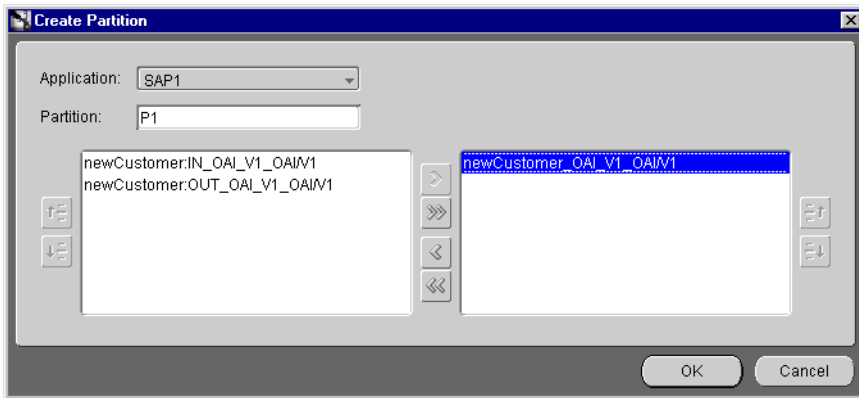 Create Partition
Application: SAP1
Partition: P1
newCustomer:IN_OAI_V1_OAI/V1
newCustomer:OUT_OAI_V1_OAI/V1
newCustomer_OAI_V1_OAI/V1
OK Cancel